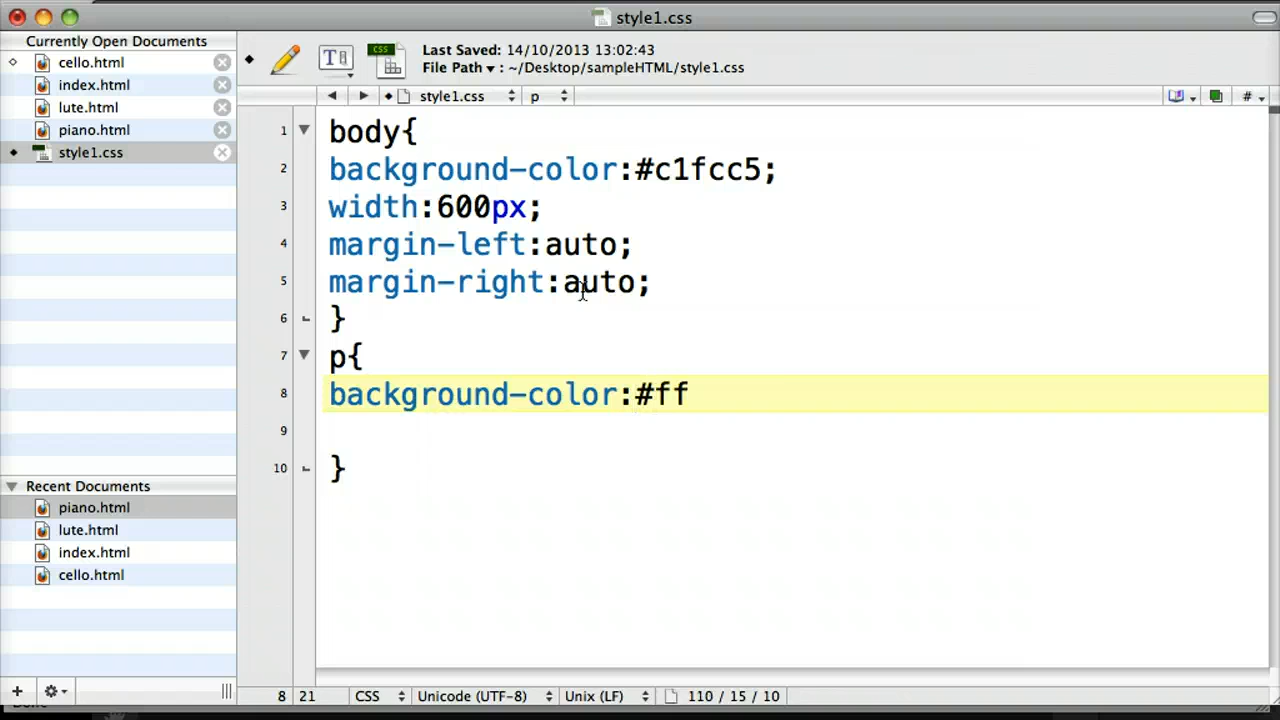 style1.css
Currently Open Documents
cello.html
index.html
lute.html
piano.html
style1.css
Last Saved: 14/10/2013 13:02:43
File Path : ~/Desktop/sampleHTML/style1.css
style1.css p #
1 body{
2 background-color:#c1fcc5;
3 width:600px;
4 margin-left:auto;
5 margin-right:auto;
6 }
7 p{
8 background-color:#ff
9
10 }
Recent Documents
piano.html
lute.html
index.html
cello.html
8 21 CSS Unicode (UTF-8) Unix (LF) 110 / 15 / 10